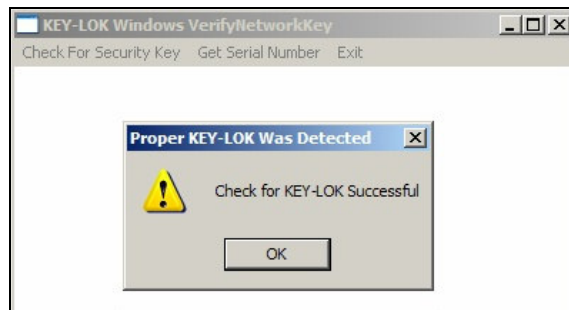 KEY-LOK Windows VerifyNetworkKey
Check For Security Key Get Serial Number Exit
Proper KEY-LOK Was Detected
Check for KEY-LOK Successful
OK